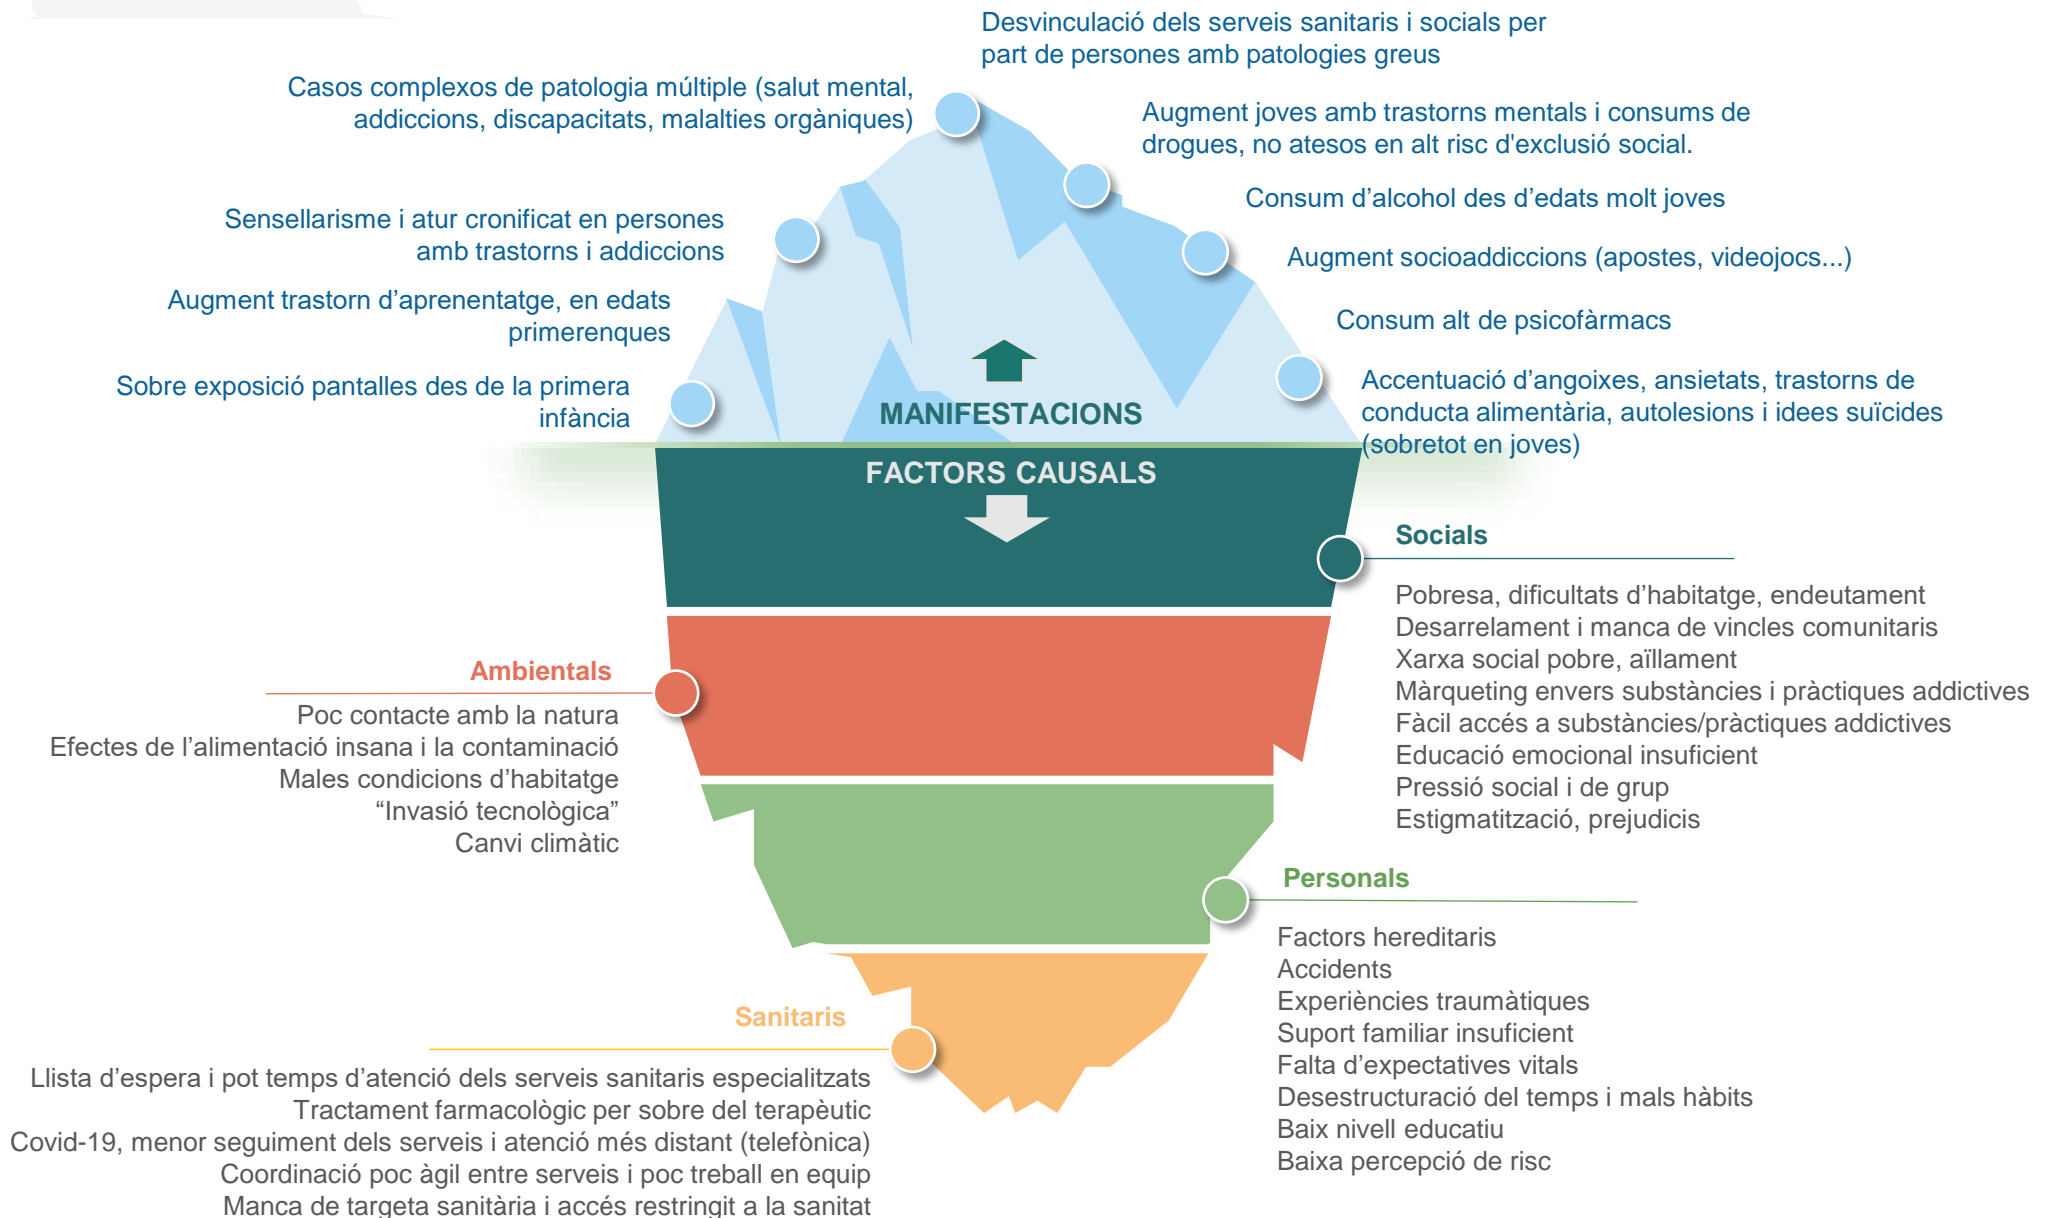 Desvinculació dels serveis sanitaris i socials per
part de persones amb patologies greus
Casos complexos de patologia múltiple (salut mental,
addiccions, discapacitats, malalties orgàniques)
Augment joves amb trastorns mentals i consums de
drogues, no atesos en alt risc d'exclusió social.
Consum d’alcohol des d’edats molt joves
Sensellarisme i atur cronificat en persones
amb trastorns i addiccions
Augment socioaddiccions (apostes, videojocs...)
Augment trastorn d’aprenentatge, en edats
primerenques
Consum alt de psicofàrmacs
Sobre exposició pantalles des de la primera
infància
Accentuació d’angoixes, ansietats, trastorns de
conducta alimentària, autolesions i idees suïcides
(sobretot en joves)
MANIFESTACIONS
FACTORS CAUSALS
Socials
Pobresa, dificultats d’habitatge, endeutament
Desarrelament i manca de vincles comunitaris
Xarxa social pobre, aïllament
Màrqueting envers substàncies i pràctiques addictives
Fàcil accés a substàncies/pràctiques addictives
Educació emocional insuficient
Pressió social i de grup
Estigmatització, prejudicis
Ambientals
Poc contacte amb la natura
Efectes de l’alimentació insana i la contaminació
Males condicions d’habitatge
“Invasió tecnològica”
Canvi climàtic
Personals
Factors hereditaris
Accidents
Experiències traumàtiques
Suport familiar insuficient
Falta d’expectatives vitals
Desestructuració del temps i mals hàbits
Baix nivell educatiu
Baixa percepció de risc
Sanitaris
Llista d’espera i pot temps d’atenció dels serveis sanitaris especialitzats
Tractament farmacològic per sobre del terapèutic
Covid-19, menor seguiment dels serveis i atenció més distant (telefònica)
Coordinació poc àgil entre serveis i poc treball en equip
Manca de targeta sanitària i accés restringit a la sanitat